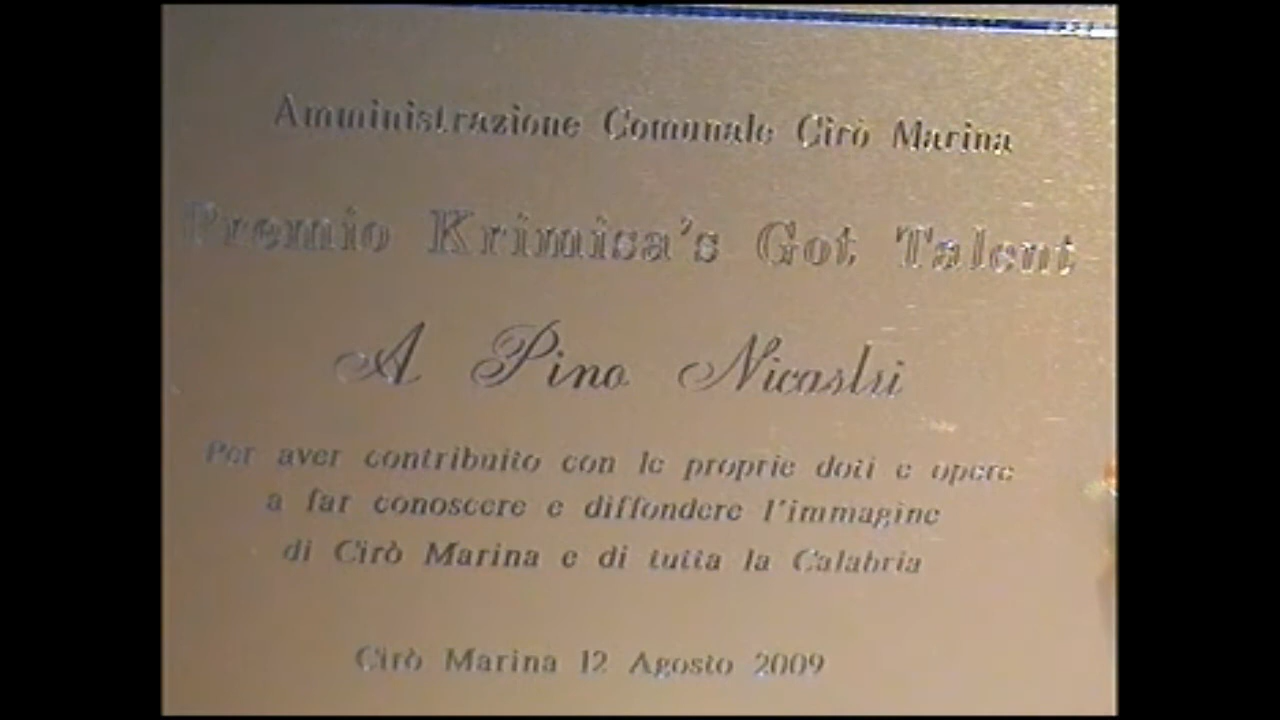 Amministrazione Comunale Cirò Marina
Premio Krimisa's Got Talent
A Pino Nicastri
Per aver contribuito con le proprie doti e opere
a far conoscere e diffondere l'immagine
di Cirò Marina e di tutta la Calabria
Cirò Marina 12 Agosto 2009